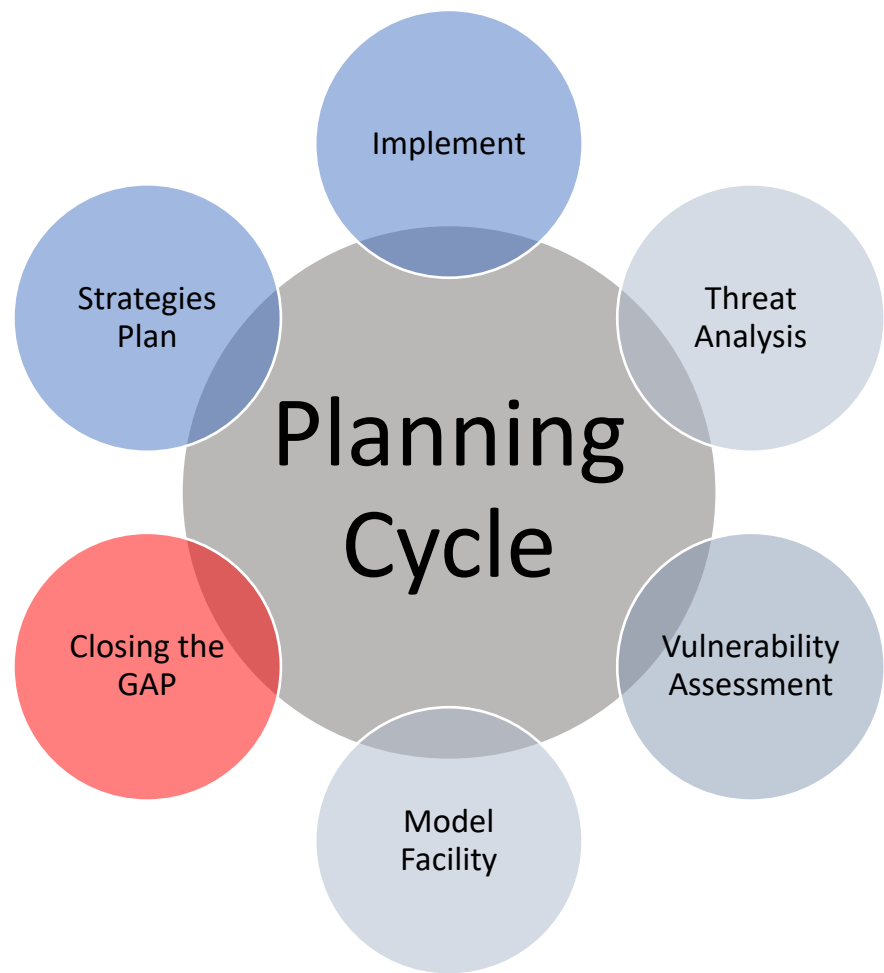 Implement
Threat
Analysis
Vulnerability
Assessment
Model
Facility
Closing the
GAP
Strategies
Plan
Planning
Cycle